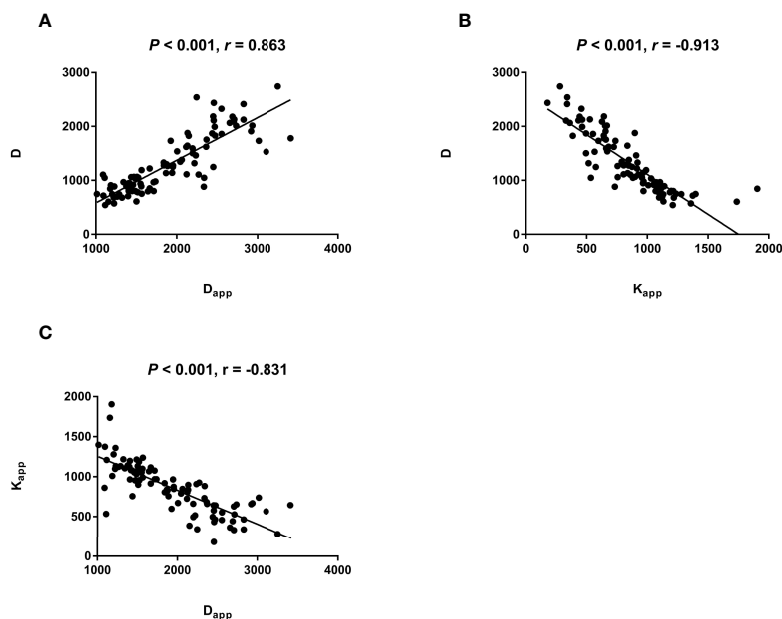 A
P < 0.001, r = 0.863
3000
2000
1000
0
D
1000 2000 3000 4000
Dapp
B
P < 0.001, r = -0.913
3000
2000
1000
0
D
0 500 1000 1500 2000
Kapp
C
P < 0.001, r = -0.831
2000
1500
1000
500
0
Kapp
1000 2000 3000 4000
Dapp